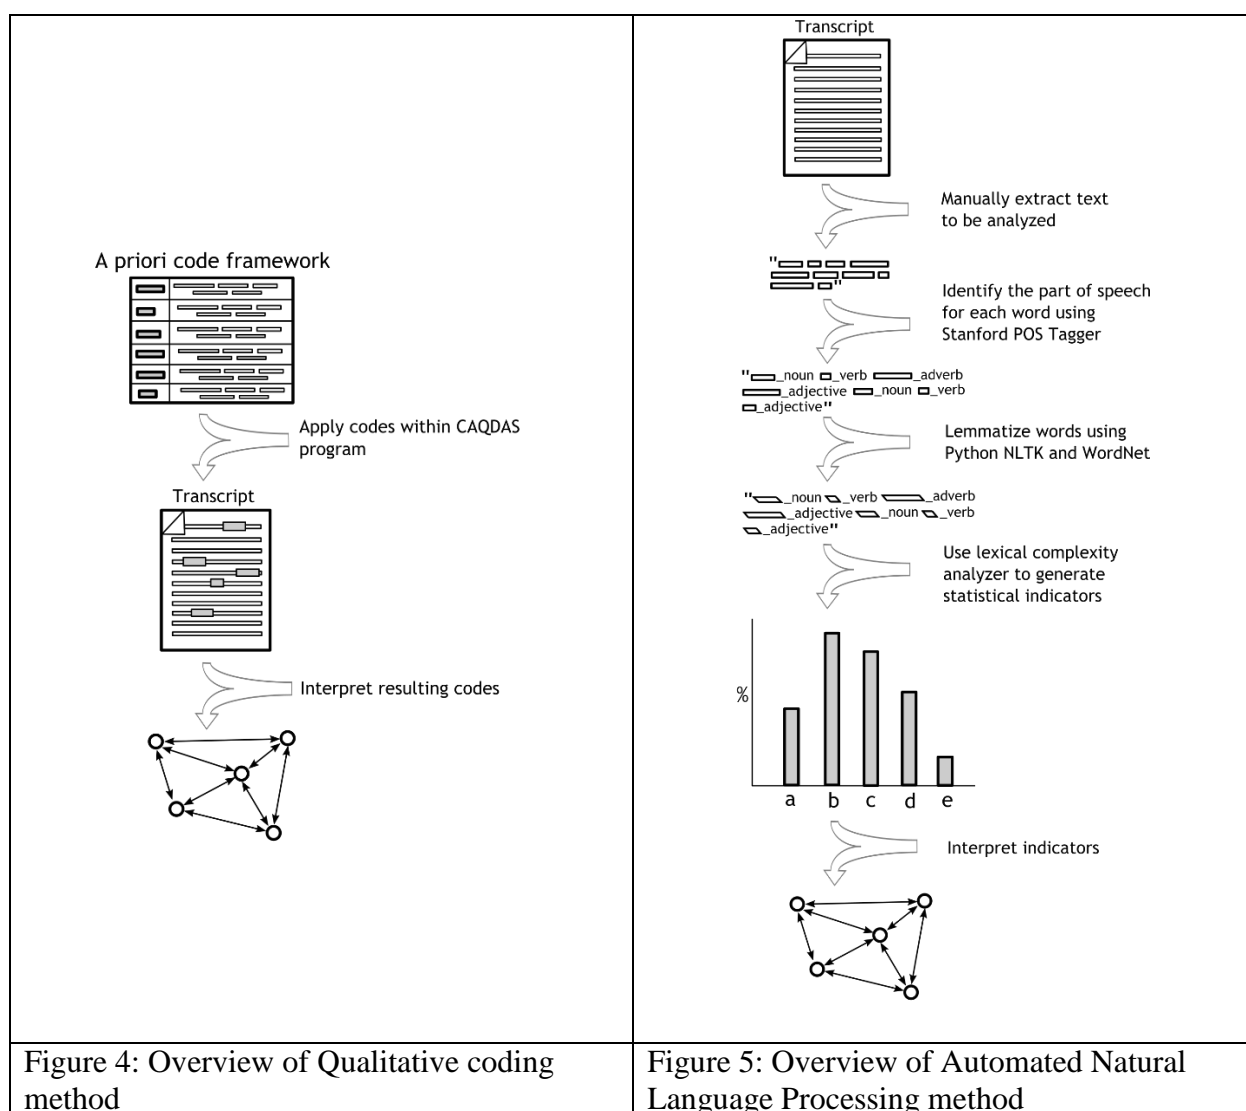 A priori code framework
Apply codes within CAQDAS
program
Transcript
Interpret resulting codes
Figure 4: Overview of Qualitative coding
method
Transcript
Manually extract text
to be analyzed
" "
Identify the part of speech
for each word using
Stanford POS Tagger
" _noun _verb _adverb
_adjective _noun _verb
_adjective"
Lemmatize words using
Python NLTK and WordNet
" _noun _verb _adverb
_adjective _noun _verb
_adjective"
Use lexical complexity
analyzer to generate
statistical indicators
%
a b c d e
Interpret indicators
Figure 5: Overview of Automated Natural
Language Processing method